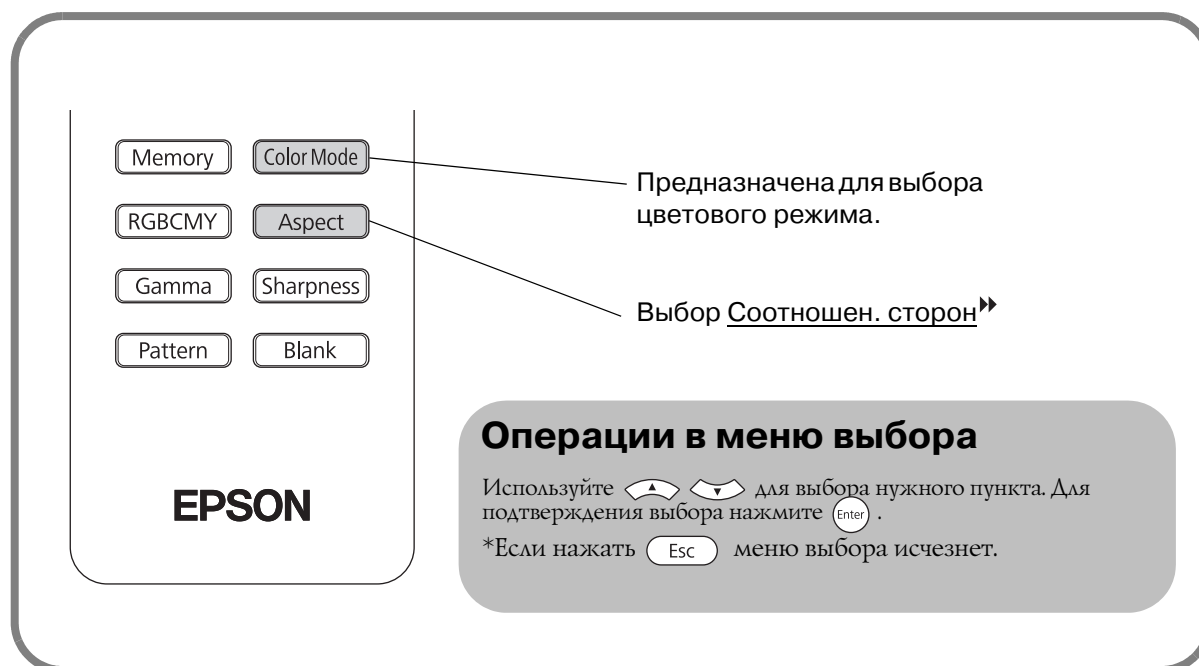 Memory Color Mode
RGBCMY Aspect
Gamma Sharpness
Pattern Blank
EPSON
Предназначена для выбора
цветового режима.
Выбор Соотношен. сторон
Операции в меню выбора
Используйте для выбора нужного пункта. Для
подтверждения выбора нажмите Enter .
*Если нажать Esc меню выбора исчезнет.